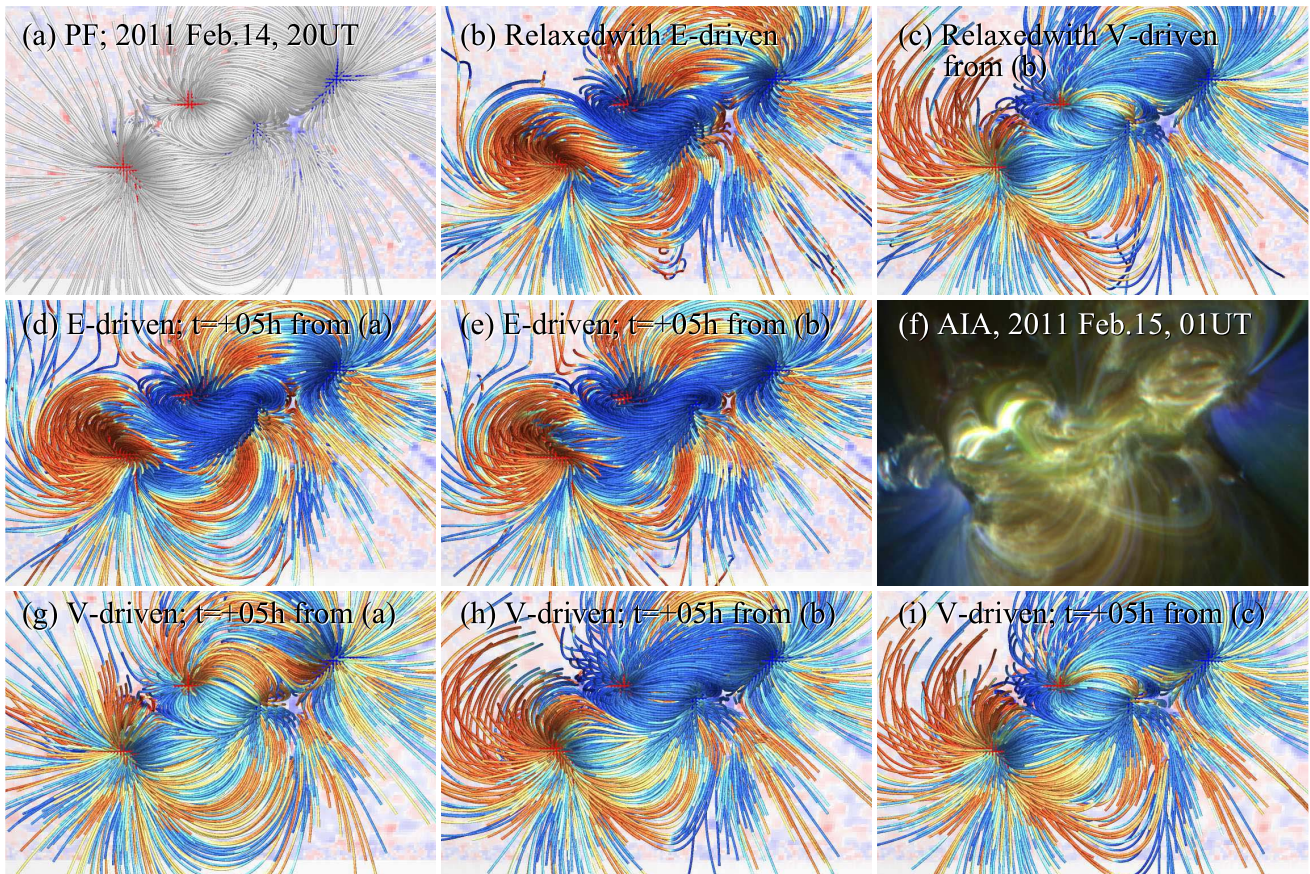 (a) PF; 2011 Feb.14, 20UT
(b) Relaxedwith E-driven
(c) Relaxedwith V-driven
from (b)
(d) E-driven; t=+05h from (a)
(e) E-driven; t=+05h from (b)
(f) AIA, 2011 Feb.15, 01UT
(g) V-driven; t=+05h from (a)
(h) V-driven; t=+05h from (b)
(i) V-driven; t=+05h from (c)